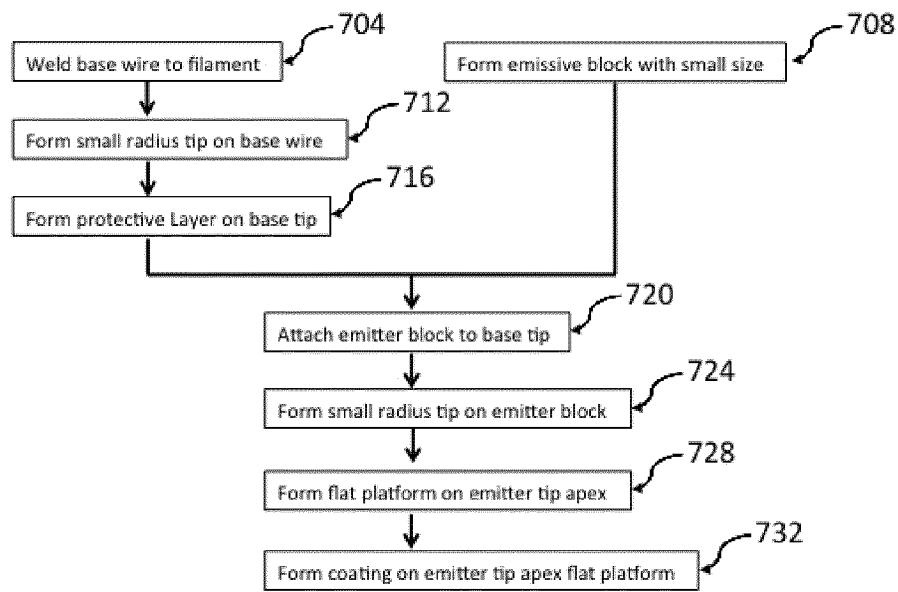 704
Weld base wire to filament
708
Form emissive block with small size
712
Form small radius tip on base wire
716
Form protective Layer on base tip
720
Attach emitter block to base tip
724
Form small radius tip on emitter block
728
Form flat platform on emitter tip apex
732
Form coating on emitter tip apex flat platform